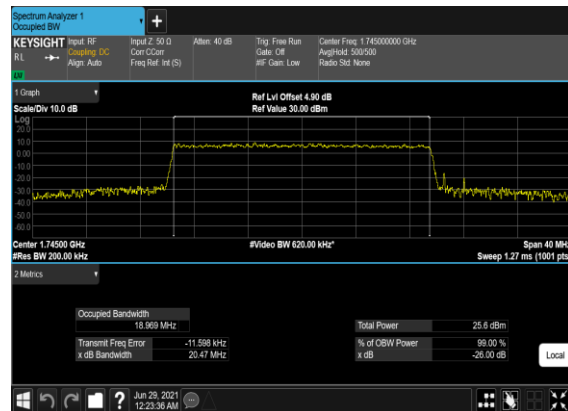 Spectrum Analyzer 1
Occupied BW
+
KEYSIGHT
RL
Input: RF
Coupling: DC
Align: Auto
Input Z: 50 Ω
Corr CCorr
Freq Ref: Int (S)
Atten: 40 dB
Trig: Free Run
Gate: Off
#IF Gain: Low
Center Freq: 1.745000000 GHz
Avg|Hold: 500/500
Radio Std: None
1 Graph
Scale/Div 10.0 dB
Ref Lvl Offset 4.90 dB
Ref Value 30.00 dBm
Log
20.0
10.0
0.00
-10.0
-20.0
-30.0
-40.0
-50.0
-60.0
Center 1.74500 GHz
#Res BW 200.00 kHz
#Video BW 620.00 kHz*
Span 40 MHz
Sweep 1.27 ms (1001 pts
2 Metrics
Occupied Bandwidth
18.969 MHz
Transmit Freq Error -11.598 kHz
x dB Bandwidth 20.47 MHz
Total Power 25.6 dBm
% of OBW Power 99.00 %
x dB -26.00 dB
Local
?
Jun 29, 2021
12:23:36 AM